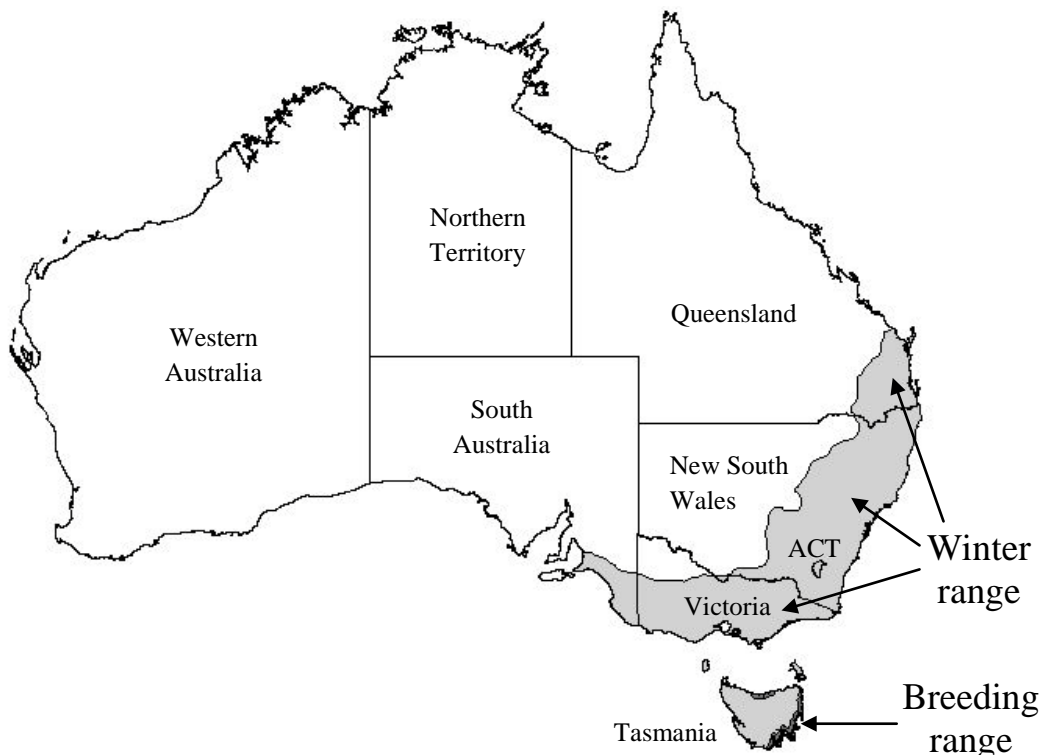 Northern
Territory
Queensland
Western
Australia
South
Australia
New South
Wales
ACT
Winter
range
Victoria
Breeding
range
Tasmania